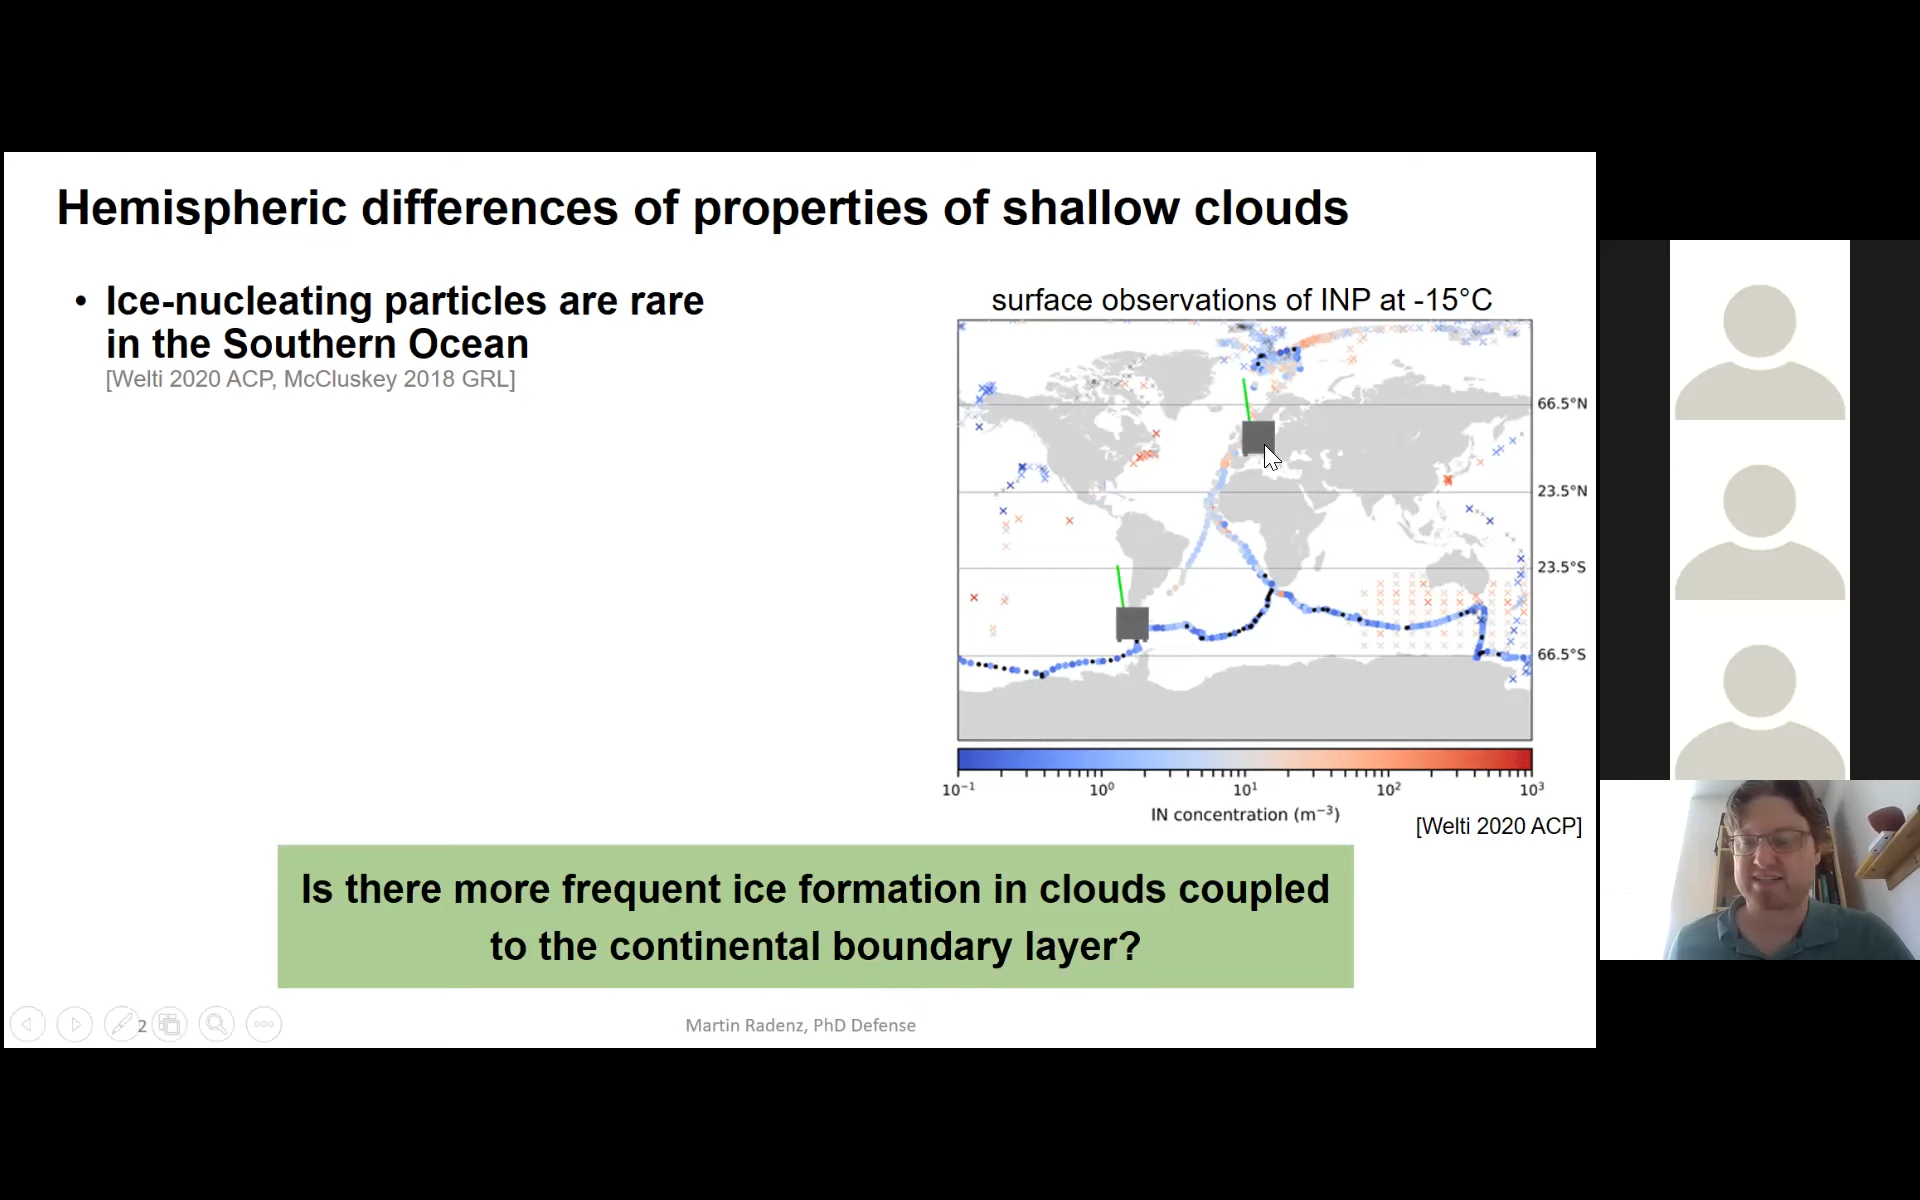 Hemispheric differences of properties of shallow clouds
• Ice-nucleating particles are rare
in the Southern Ocean
[Welti 2020 ACP, McCluskey 2018 GRL]
surface observations of INP at -15°C
66.5°N
23.5°N
23.5°S
66.5°S
10⁻¹ 10⁰ 10¹ 10² 10³
IN concentration (m⁻³)
[Welti 2020 ACP]
Is there more frequent ice formation in clouds coupled
to the continental boundary layer?
2
Martin Radenz, PhD Defense